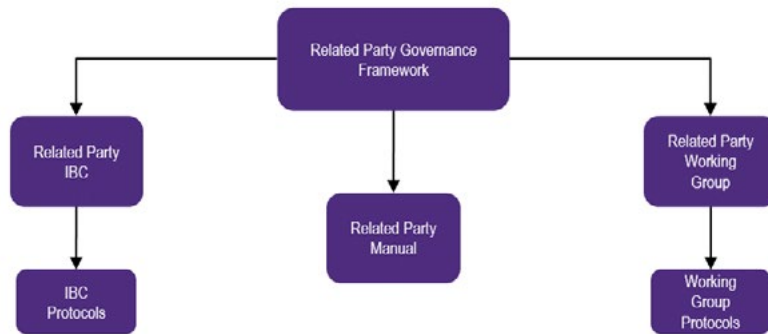 Related Party Governance
Framework
Related Party
IBC
Related Party
Working
Group
Related Party
Manual
IBC
Protocols
Working
Group
Protocols